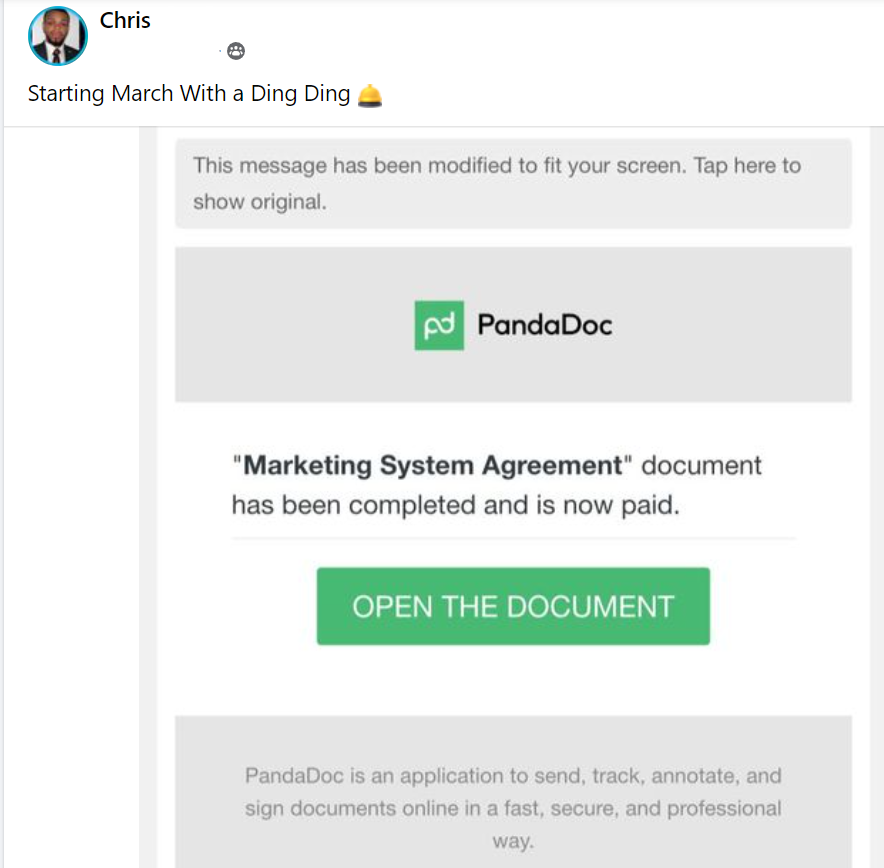 Chris
Starting March With a Ding Ding 🛎️
This message has been modified to fit your screen. Tap here to
show original.
pd PandaDoc
"Marketing System Agreement" document
has been completed and is now paid.
OPEN THE DOCUMENT
PandaDoc is an application to send, track, annotate, and
sign documents online in a fast, secure, and professional
way.